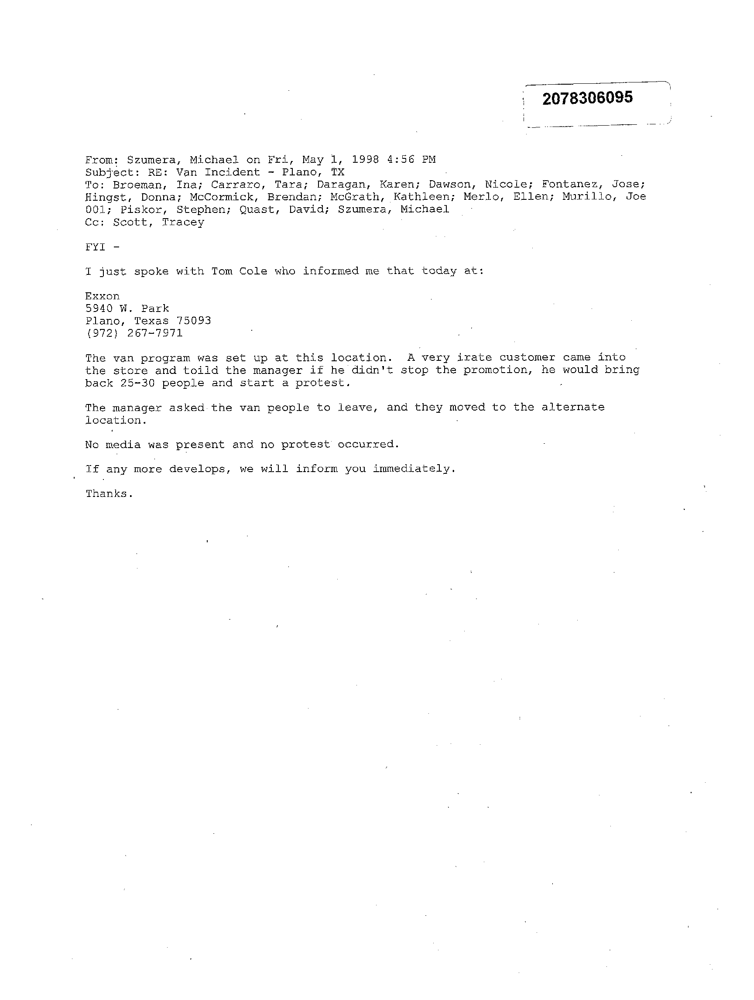 2078306095
From: Szumera, Michael on Fri, May 1, 1998 4:56 PM
Subject: RE: Van Incident - Plano, TX
To: Broeman, Ina; Carraro, Tara; Daragan, Karen; Dawson, Nicole; Fontanez, Jose;
Hingst, Donna; McCormick, Brendan; McGrath, Kathleen; Merlo, Ellen; Murillo, Joe
001; Piskor, Stephen; Quast, David; Szumera, Michael
Cc: Scott, Tracey
FYI -
I just spoke with Tom Cole who informed me that today at:
Exxon
5940 W. Park
Plano, Texas 75093
(972) 267-7971
The van program was set up at this location. A very irate customer came into
the store and toild the manager if he didn't stop the promotion, he would bring
back 25-30 people and start a protest.
The manager asked the van people to leave, and they moved to the alternate
location.
No media was present and no protest occurred.
If any more develops, we will inform you immediately.
Thanks.